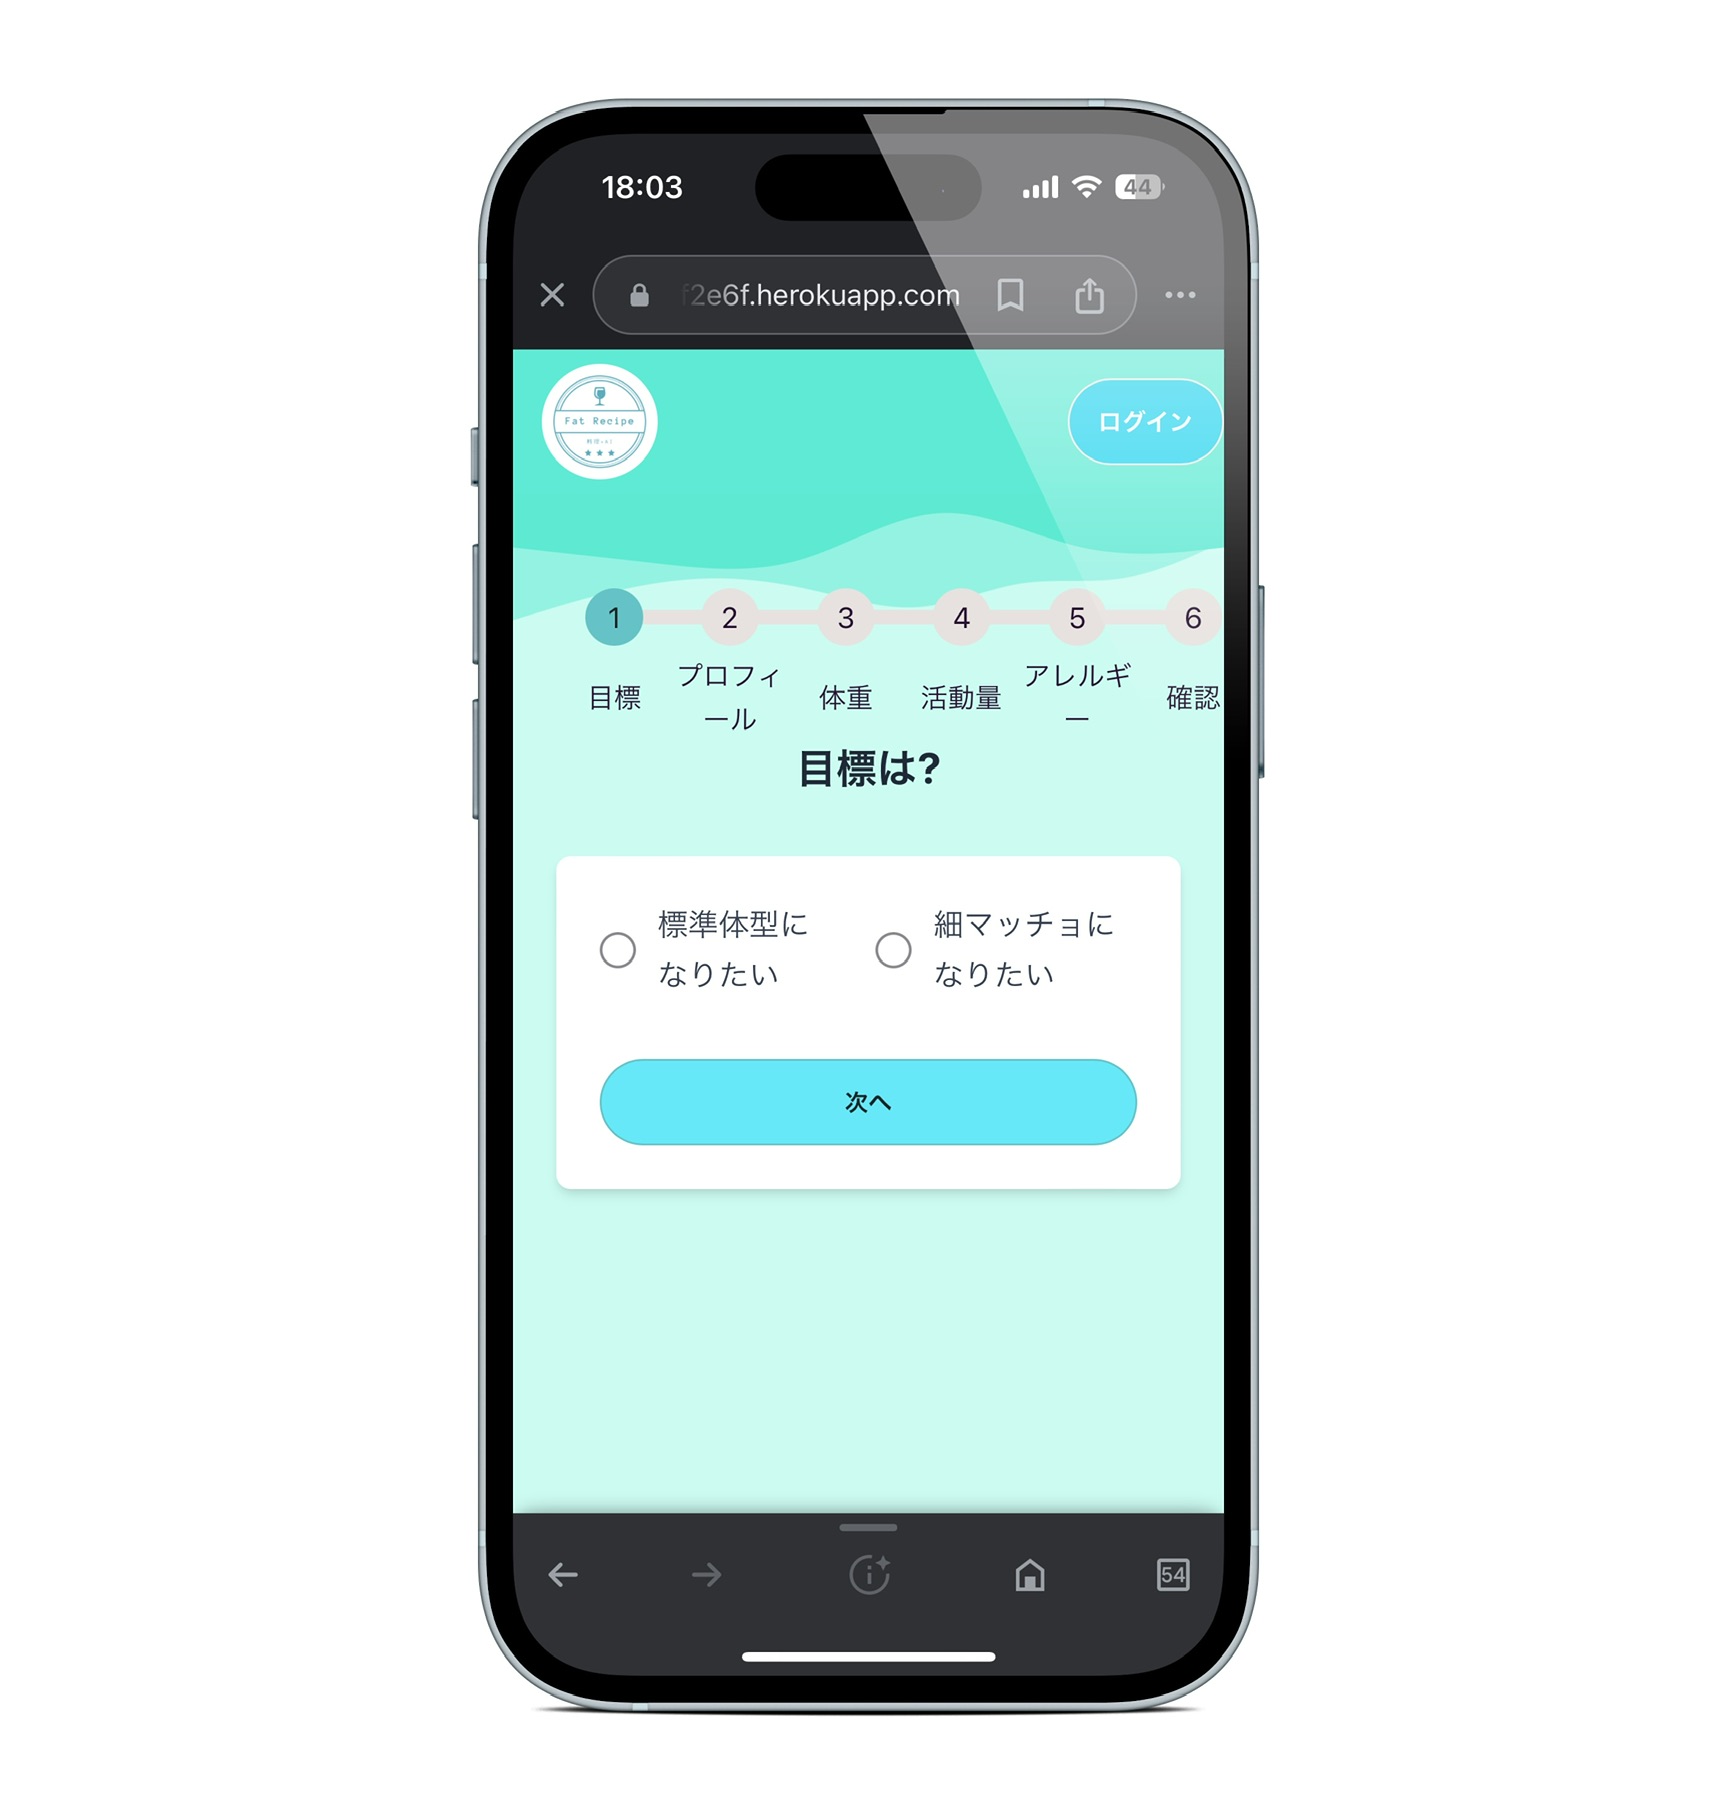 18:03
44
f2e6f.herokuapp.com
Fat Recipe
ログイン
1
2
3
4
5
6
目標
プロフィ
ール
体重
活動量
アレルギ
ー
確認
目標は?
標準体型に
なりたい
細マッチョに
なりたい
次へ
54